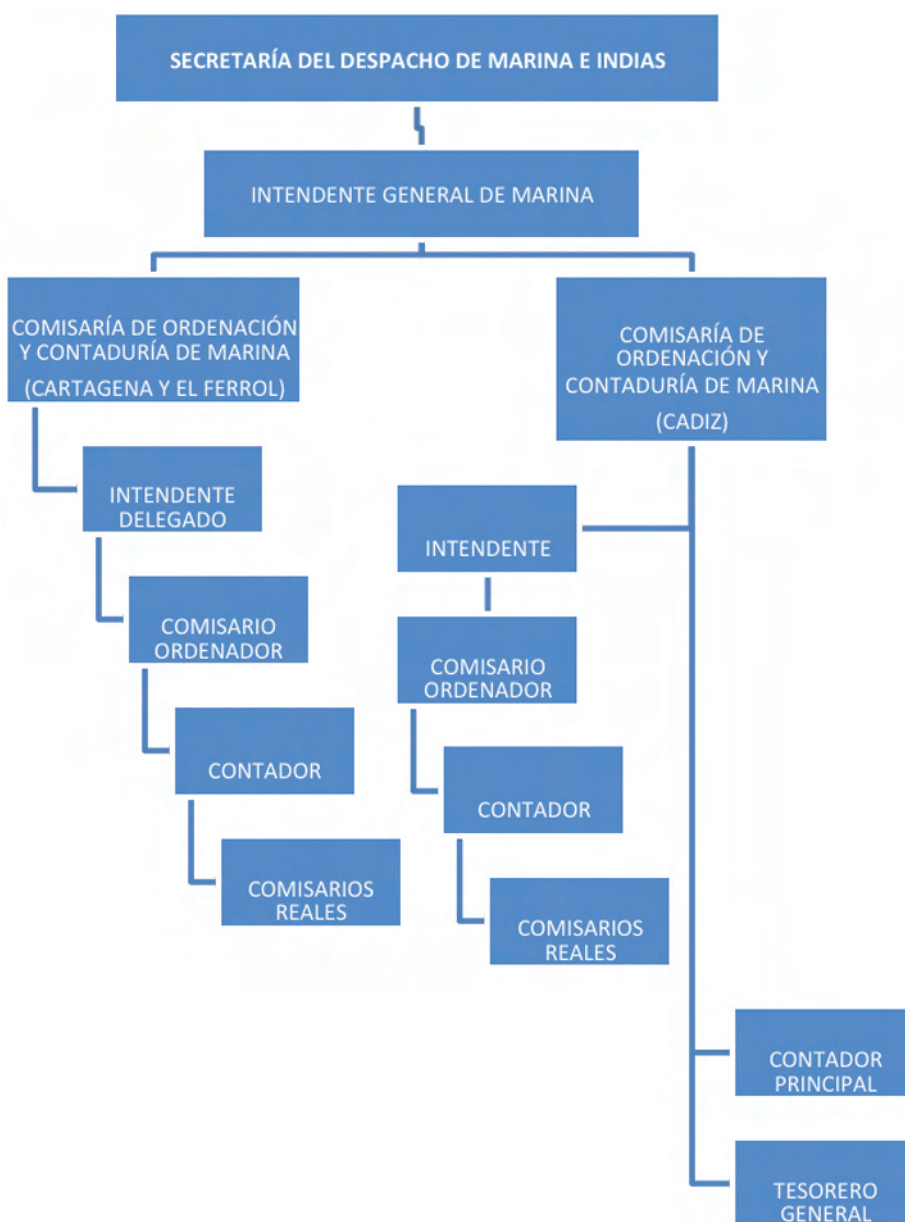 SECRETARÍA DEL DESPACHO DE MARINA E INDIAS
INTENDENTE GENERAL DE MARINA
COMISARÍA DE ORDENACIÓN
Y CONTADURÍA DE MARINA
(CARTAGENA Y EL FERROL)
INTENDENTE
DELEGADO
COMISARIO
ORDENADOR
CONTADOR
COMISARIOS
REALES
COMISARÍA DE
ORDENACIÓN Y
CONTADURÍA DE MARINA
(CADIZ)
INTENDENTE
COMISARIO
ORDENADOR
CONTADOR
COMISARIOS
REALES
CONTADOR
PRINCIPAL
TESORERO
GENERAL